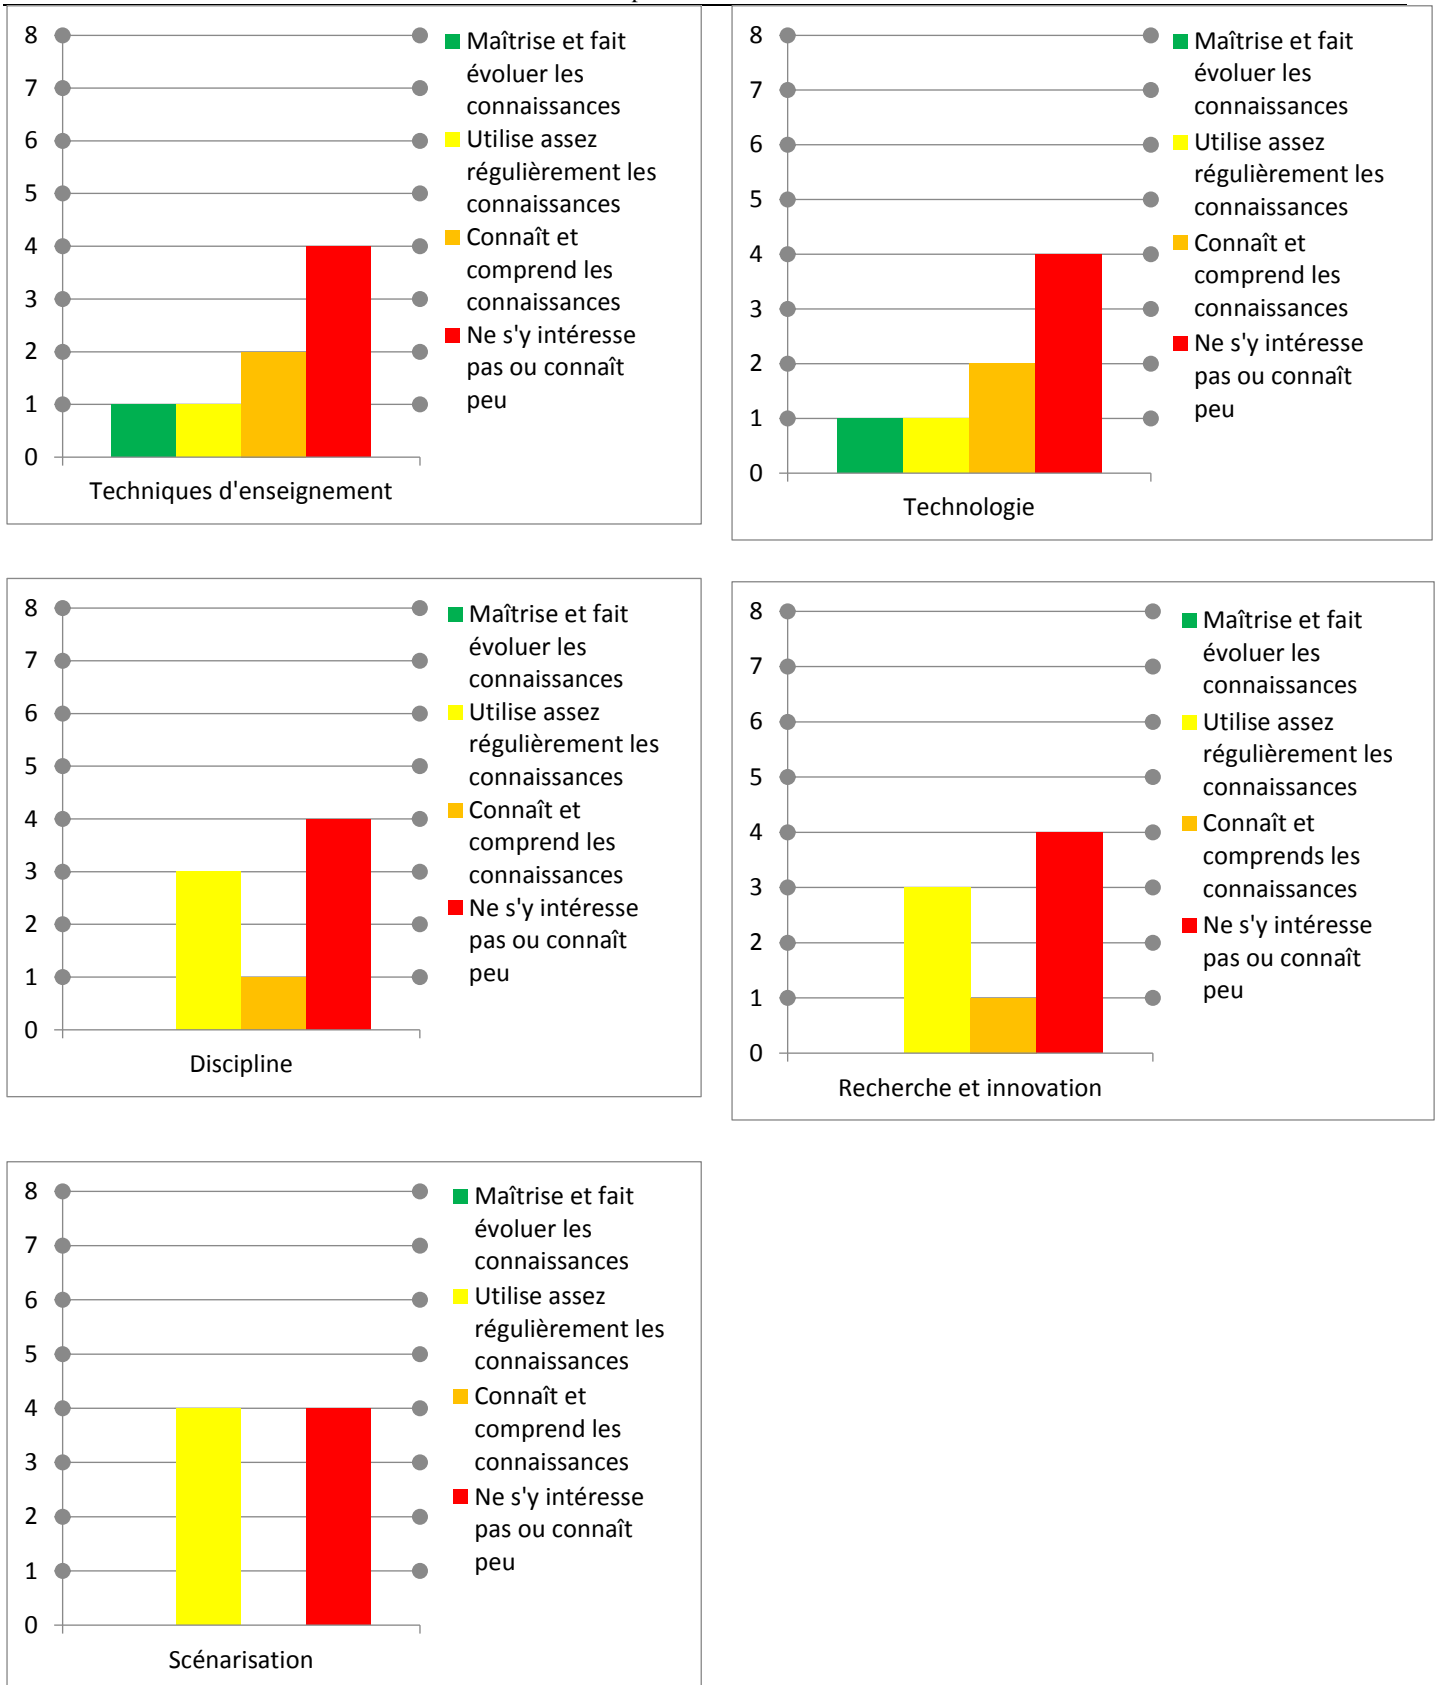 8
7
6
5
4
3
2
1
0
Techniques d'enseignement
Maîtrise et fait
évoluer les
connaissances
Utilise assez
régulièrement les
connaissances
Connaît et
comprend les
connaissances
Ne s'y intéresse
pas ou connaît
peu
8
7
6
5
4
3
2
1
0
Technologie
Maîtrise et fait
évoluer les
connaissances
Utilise assez
régulièrement les
connaissances
Connaît et
comprend les
connaissances
Ne s'y intéresse
pas ou connaît
peu
8
7
6
5
4
3
2
1
0
Discipline
Maîtrise et fait
évoluer les
connaissances
Utilise assez
régulièrement les
connaissances
Connaît et
comprend les
connaissances
Ne s'y intéresse
pas ou connaît
peu
8
7
6
5
4
3
2
1
0
Recherche et innovation
Maîtrise et fait
évoluer les
connaissances
Utilise assez
régulièrement les
connaissances
Connaît et
comprends les
connaissances
Ne s'y intéresse
pas ou connaît
peu
8
7
6
5
4
3
2
1
0
Scénarisation
Maîtrise et fait
évoluer les
connaissances
Utilise assez
régulièrement les
connaissances
Connaît et
comprend les
connaissances
Ne s'y intéresse
pas ou connaît
peu